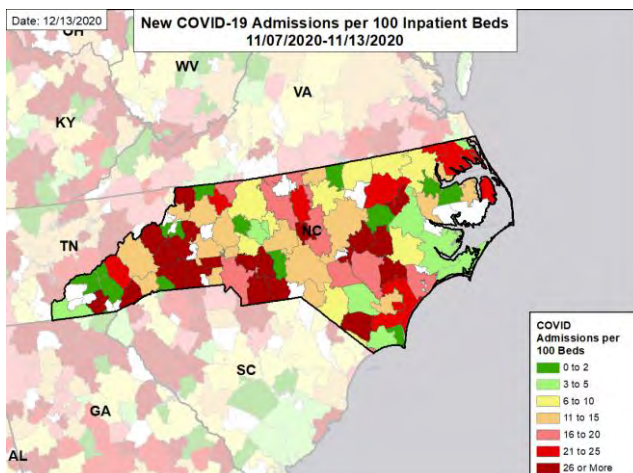 Date: 12/13/2020
New COVID-19 Admissions per 100 Inpatient Beds
11/07/2020-11/13/2020
OH
WV
VA
KY
TN
NC
SC
GA
AL
COVID
Admissions per
100 Beds
0 to 2
3 to 5
6 to 10
11 to 15
16 to 20
21 to 25
26 or More